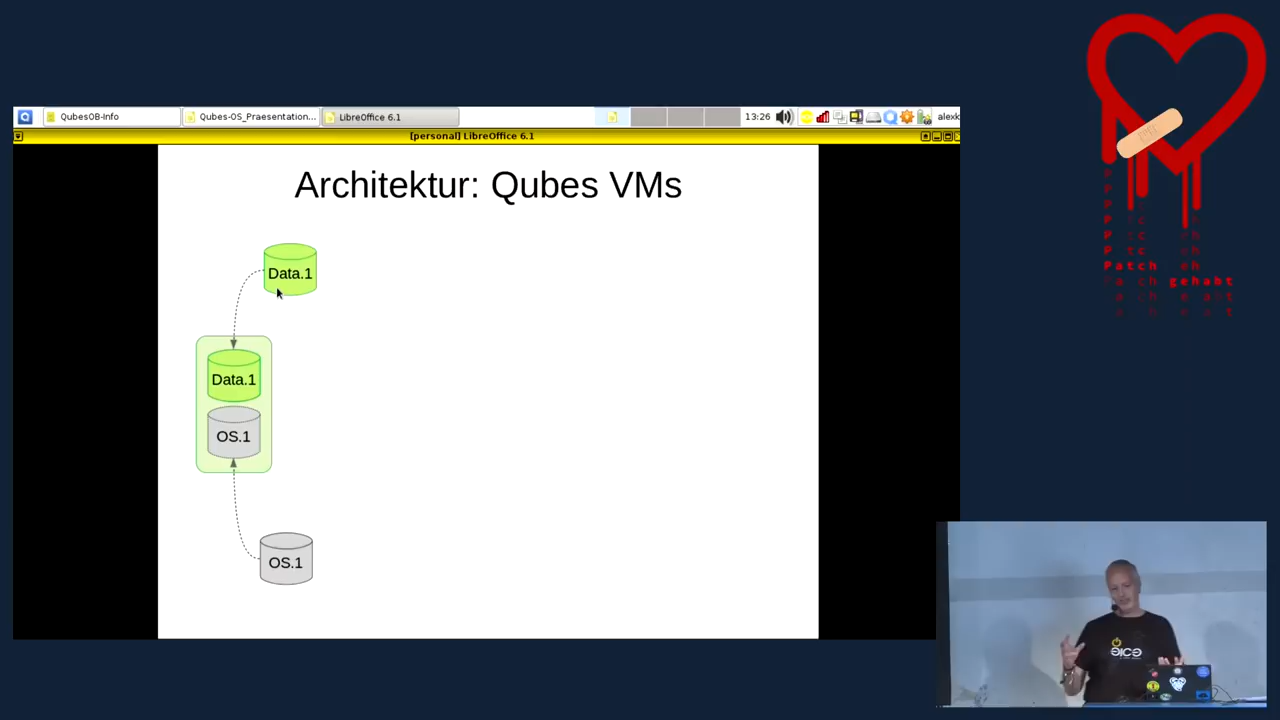 QubesOB-Info
Qubes-OS_Praesentation...
LibreOffice 6.1
13:26
alexk
[personal] LibreOffice 6.1
Architektur: Qubes VMs
Data.1
Data.1
OS.1
OS.1
Patch
gehabt